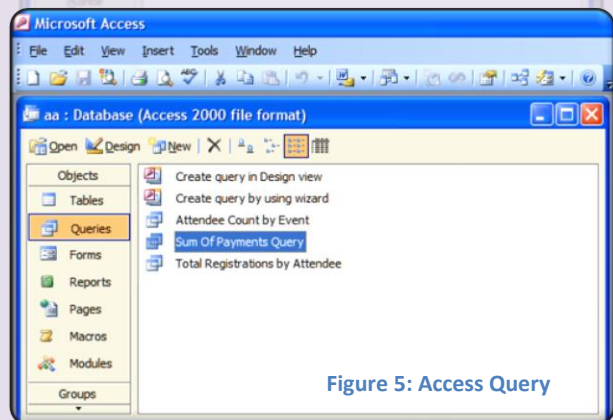 Microsoft Access
File Edit View Insert Tools Window Help
aa : Database (Access 2000 file format)
Open Design New
Objects
Tables
Queries
Forms
Reports
Pages
Macros
Modules
Groups
Create query in Design view
Create query by using wizard
Attendee Count by Event
Sum Of Payments Query
Total Registrations by Attendee
Figure 5: Access Query